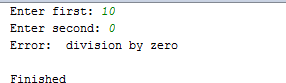 Enter first: 10
Enter second: 0
Error:  division by zero

Finished